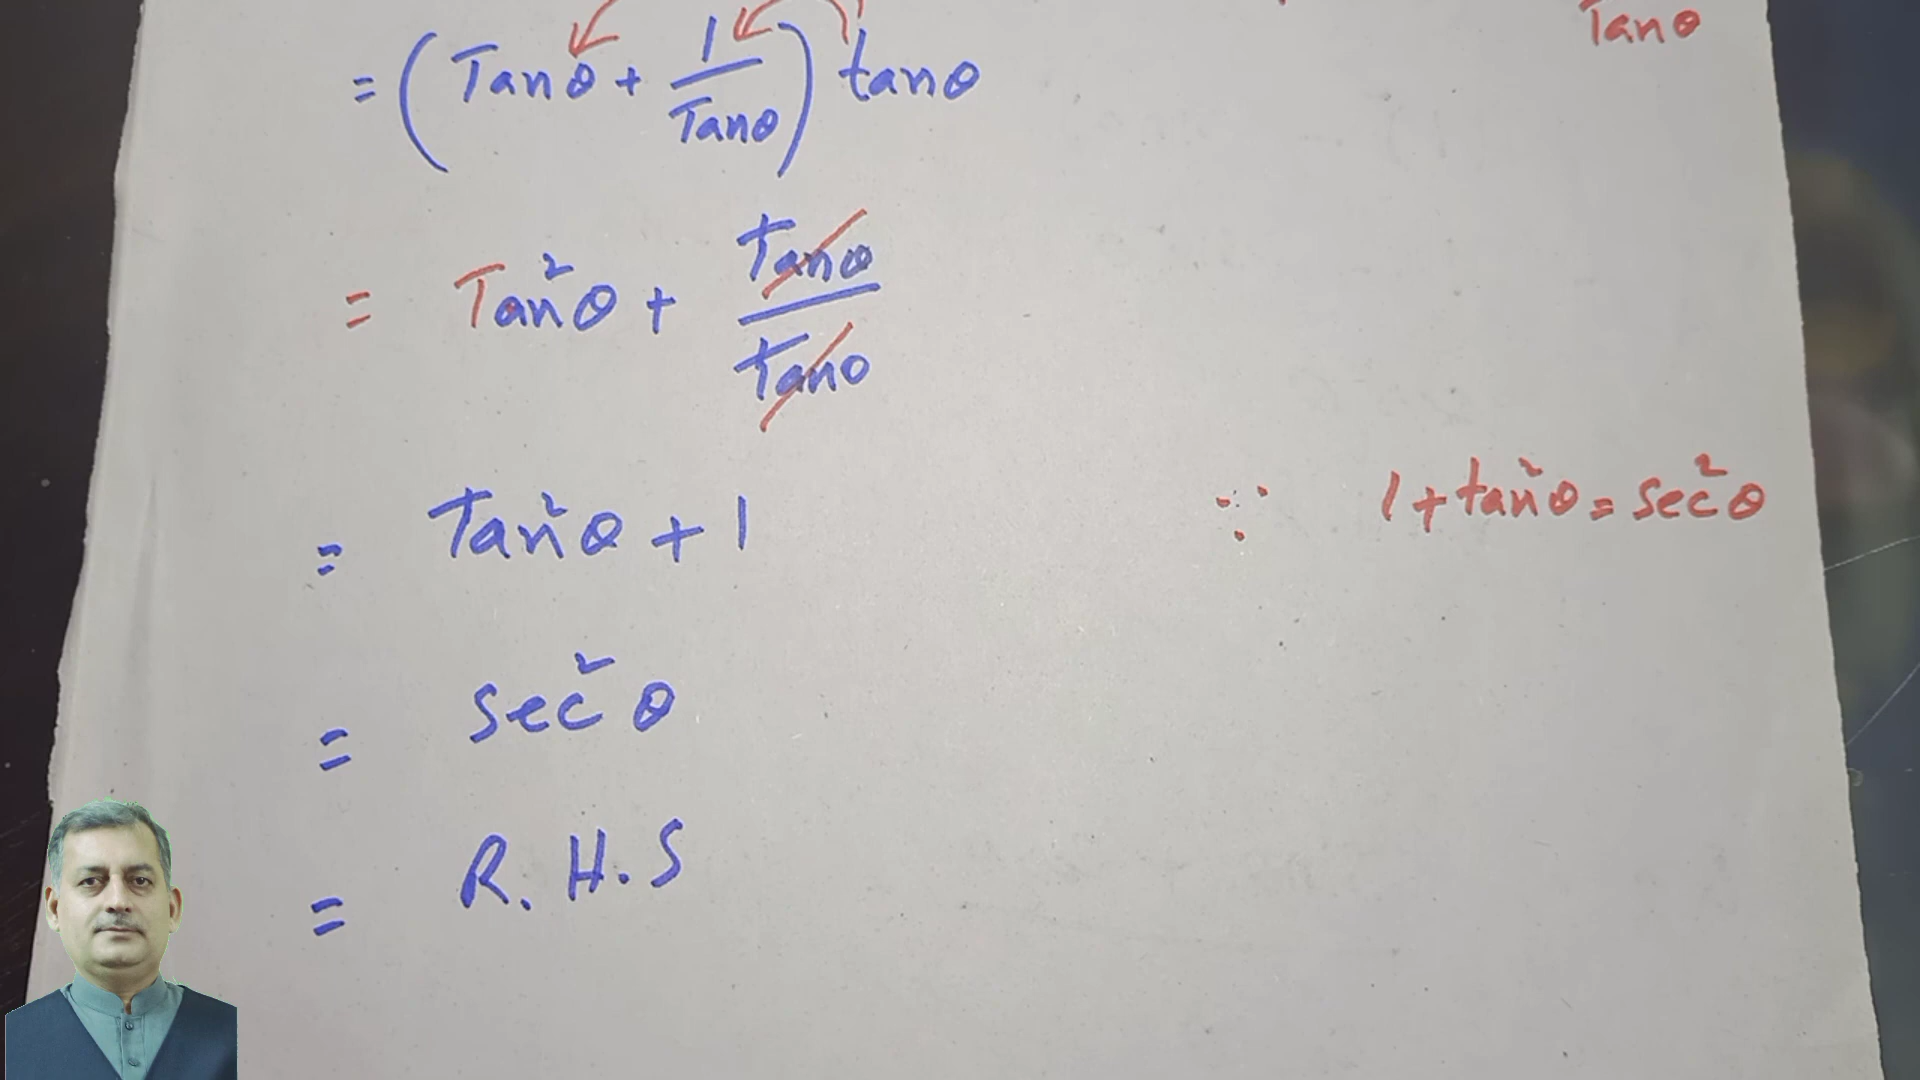 Tanθ
= (Tanθ + 1/Tanθ) tanθ
= Tan²θ + Tanθ/Tanθ
= Tan²θ + 1 ∵ 1 + tan²θ = sec²θ
= sec²θ
= R.H.S